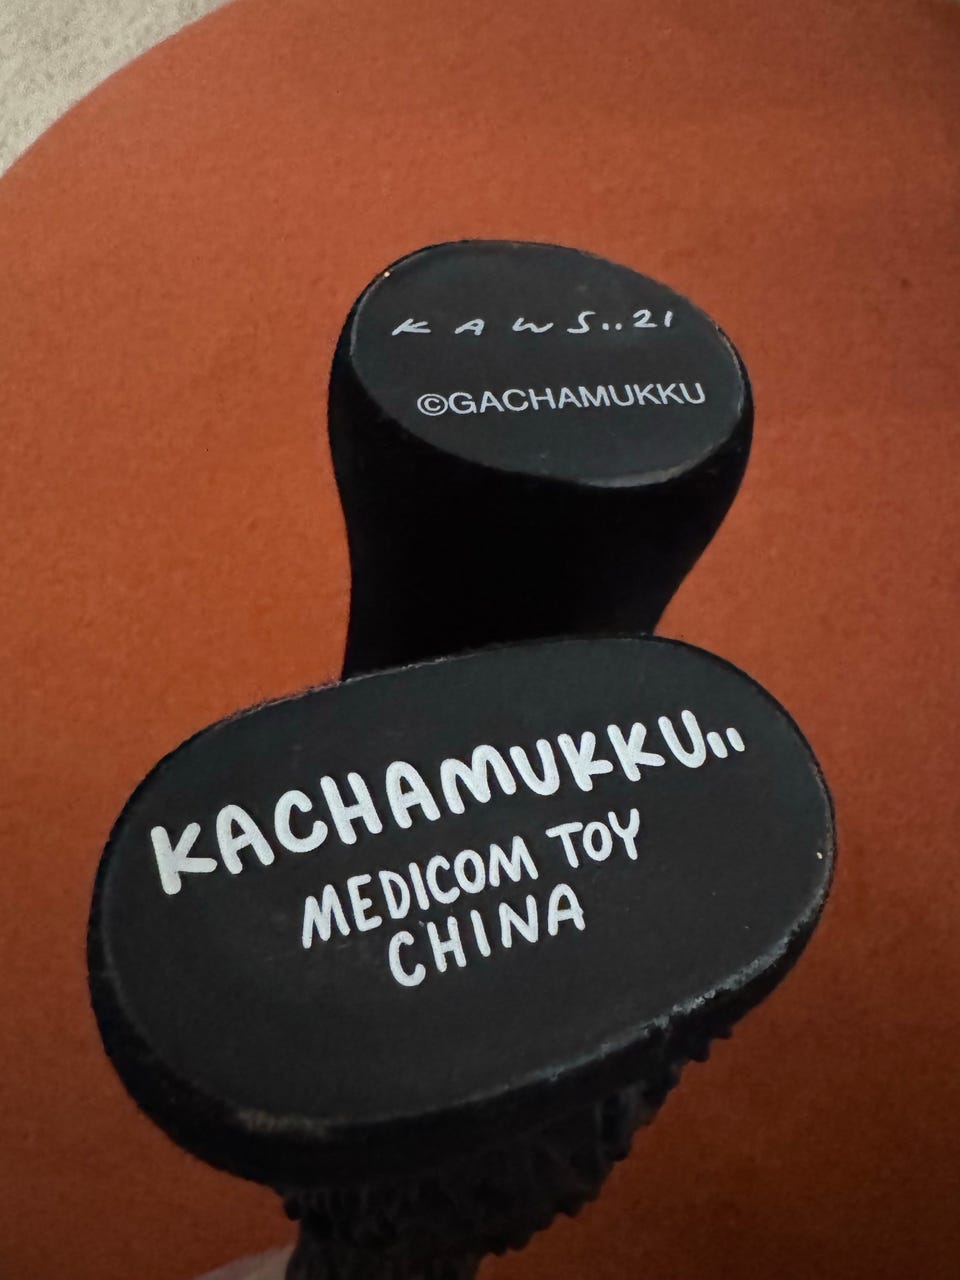 KAWS..21
©GACHAMUKKU
KACHAMUKKU..
MEDICOM TOY
CHINA